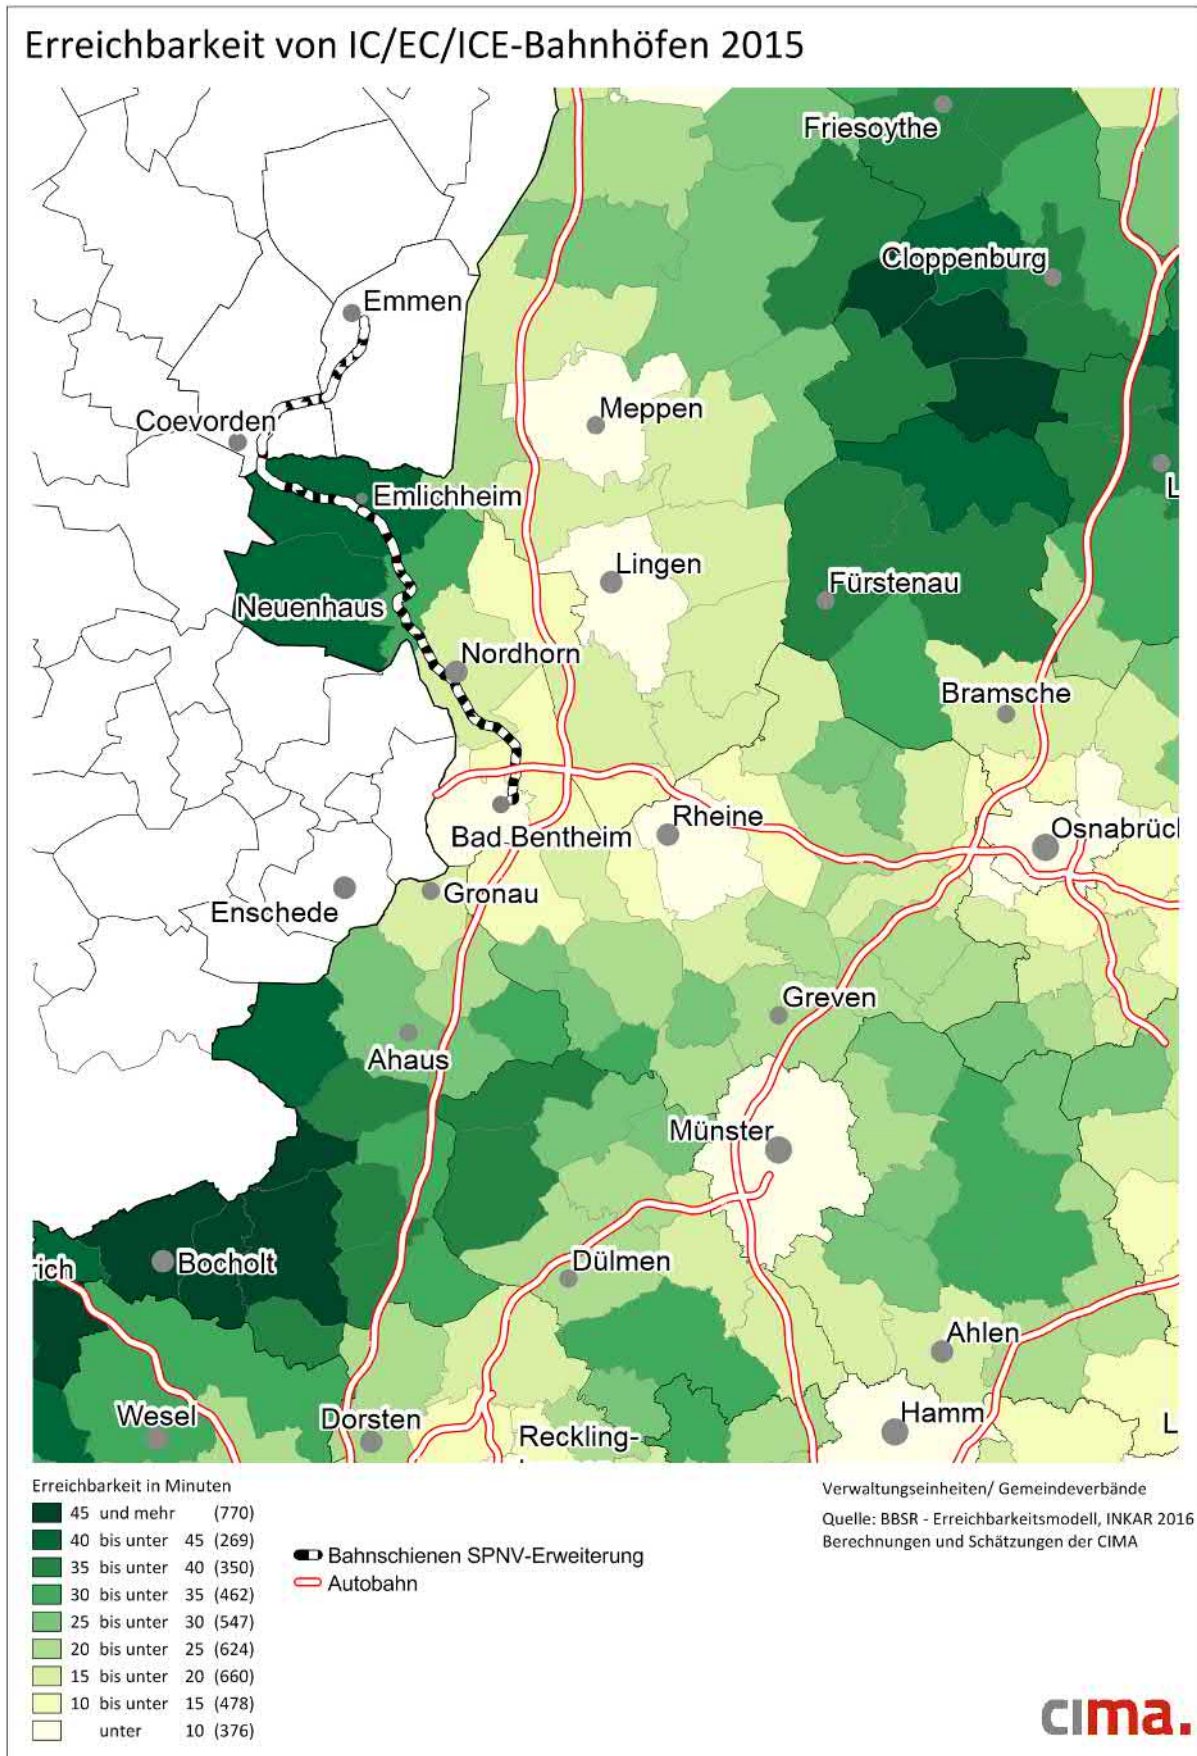 Erreichbarkeit von IC/EC/ICE-Bahnhöfen 2015
Friesoythe
Cloppenburg
Emmen
Meppen
Coevorden
L
Emlichheim
Lingen
Fürstenau
Neuenhaus
Nordhorn
Bramsche
Rheine
Osnabrüc
Bad Bentheim
Gronau
Enschede
Greven
Ahaus
Münster
rich
Bocholt
Dülmen
Ahlen
Wesel
Dorsten
Hamm
L
Reckling-
Erreichbarkeit in Minuten
45 und mehr (770)
40 bis unter 45 (269)
35 bis unter 40 (350)
30 bis unter 35 (462)
25 bis unter 30 (547)
20 bis unter 25 (624)
15 bis unter 20 (660)
10 bis unter 15 (478)
unter 10 (376)
Bahnschienen SPNV-Erweiterung
Autobahn
Verwaltungseinheiten/ Gemeindeverbände
Quelle: BBSR - Erreichbarkeitsmodell, INKAR 2016
Berechnungen und Schätzungen der CIMA
cima.